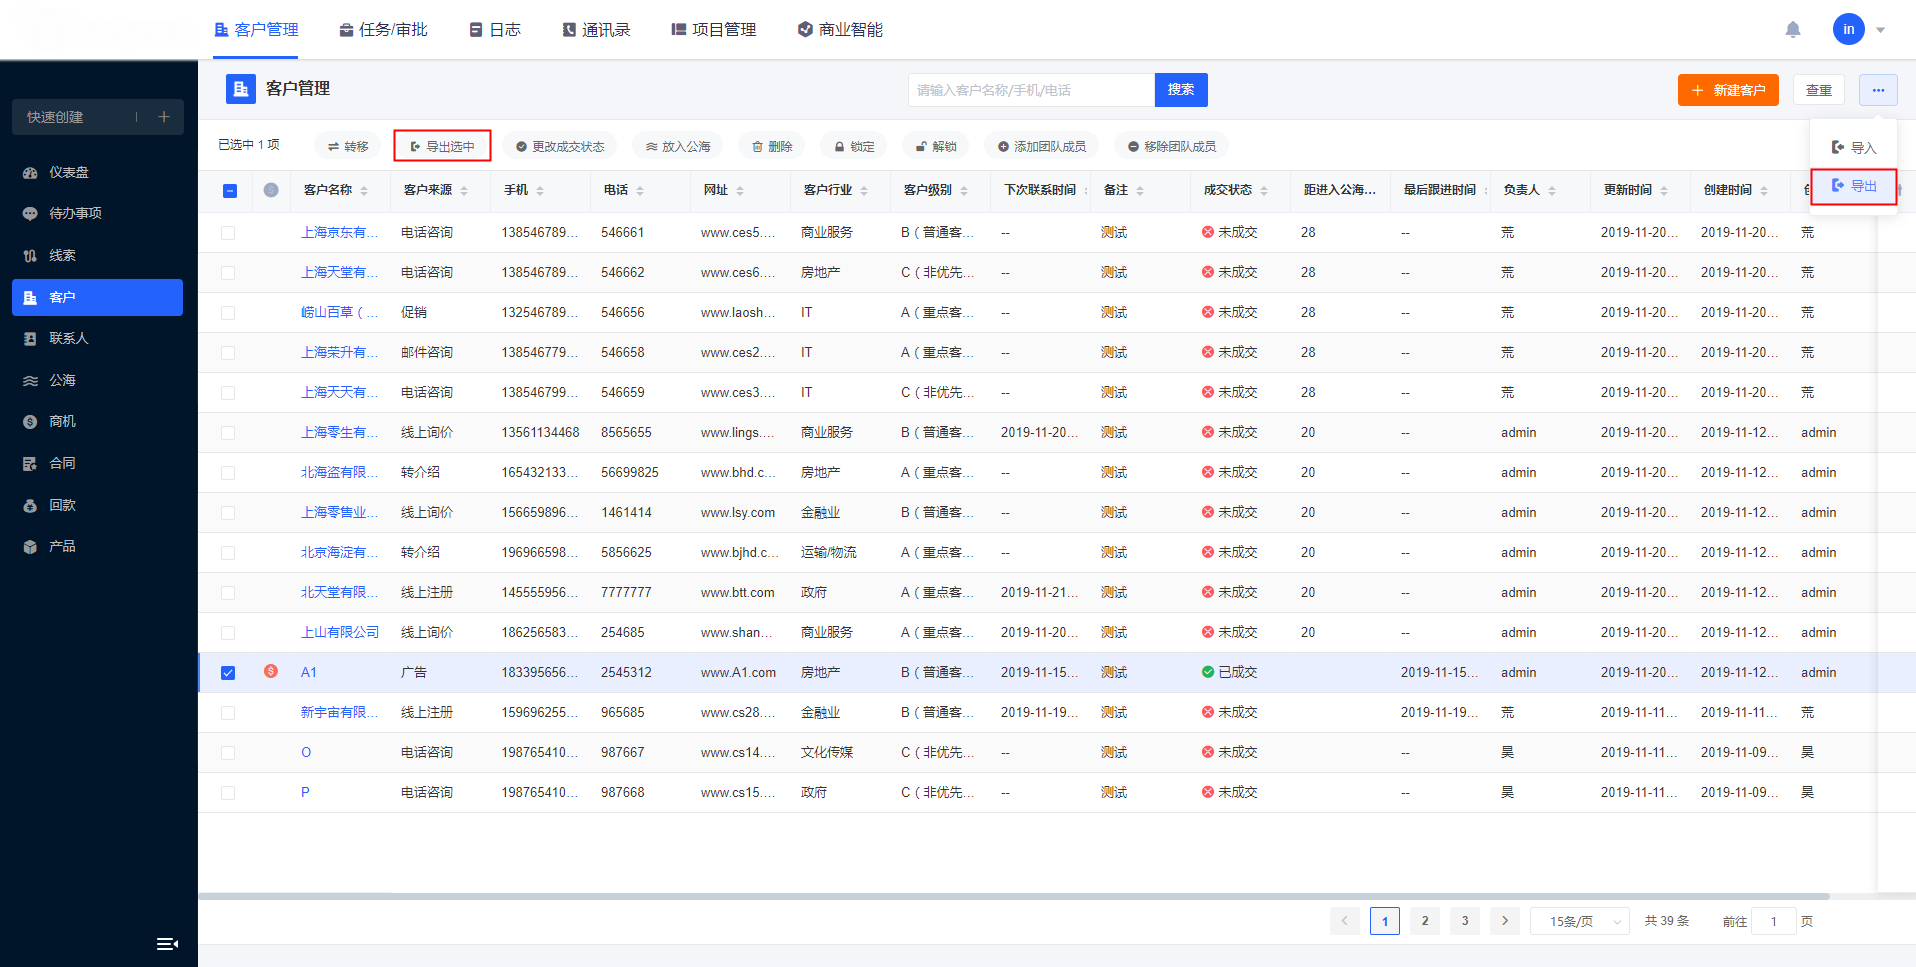 客户管理 任务/审批 日志 通讯录 项目管理 商业智能 in
快速创建
仪表盘
待办事项
线索
客户
联系人
公海
商机
合同
回款
产品
客户管理 请输入客户名称/手机/电话 搜索 新建客户 查重
导入
导出
已选中 1 项 转移 导出选中 更改成交状态 放入公海 删除 锁定 解锁 添加团队成员 移除团队成员
客户名称 客户来源 手机 电话 网址 客户行业 客户级别 下次联系时间 备注 成交状态 距进入公海... 最后跟进时间 负责人 更新时间 创建时间
上海京东有... 电话咨询 138546789... 546661 www.ces5.... 商业服务 B（普通客... -- 测试 未成交 28 -- 荒 2019-11-20... 2019-11-20... 荒
上海天堂有... 电话咨询 138546789... 546662 www.ces6.... 房地产 C（非优先... -- 测试 未成交 28 -- 荒 2019-11-20... 2019-11-20... 荒
崂山百草（... 促销 132546789... 546656 www.laosh... IT A（重点客... -- 测试 未成交 28 -- 荒 2019-11-20... 2019-11-20... 荒
上海荣升有... 邮件咨询 138546779... 546658 www.ces2.... IT A（重点客... -- 测试 未成交 28 -- 荒 2019-11-20... 2019-11-20... 荒
上海天天有... 电话咨询 138546799... 546659 www.ces3.... IT C（非优先... -- 测试 未成交 28 -- 荒 2019-11-20... 2019-11-20... 荒
上海零生有... 线上询价 13561134468 8565655 www.lings.... 商业服务 B（普通客... 2019-11-20... 测试 未成交 20 -- admin 2019-11-20... 2019-11-12... admin
北海盗有限... 转介绍 165432133... 56699825 www.bhd.c... 房地产 A（重点客... -- 测试 未成交 20 -- admin 2019-11-20... 2019-11-12... admin
上海零售业... 线上询价 156659896... 1461414 www.lsy.com 金融业 B（普通客... -- 测试 未成交 20 -- admin 2019-11-20... 2019-11-12... admin
北京海淀有... 转介绍 196966598... 5856625 www.bjhd.c... 运输/物流 A（重点客... -- 测试 未成交 20 -- admin 2019-11-20... 2019-11-12... admin
北天堂有限... 线上注册 145555956... 7777777 www.btt.com 政府 A（重点客... 2019-11-21... 测试 未成交 20 -- admin 2019-11-20... 2019-11-12... admin
上山有限公司 线上询价 186256583... 254685 www.shan... 商业服务 A（重点客... 2019-11-20... 测试 未成交 20 -- admin 2019-11-20... 2019-11-12... admin
A1 广告 183395656... 2545312 www.A1.com 房地产 B（普通客... 2019-11-15... 测试 已成交 2019-11-15... admin 2019-11-20... 2019-11-12... admin
新宇宙有限... 线上注册 159696255... 965685 www.cs28.... 金融业 B（普通客... 2019-11-19... 测试 未成交 2019-11-19... 荒 2019-11-11... 2019-11-11... 荒
O 电话咨询 198765410... 987667 www.cs14.... 文化传媒 C（非优先... -- 测试 未成交 -- 昊 2019-11-11... 2019-11-09... 昊
P 电话咨询 198765410... 987668 www.cs15.... 政府 C（非优先... -- 测试 未成交 -- 昊 2019-11-11... 2019-11-09... 昊
1 2 3 15条/页 共 39 条 前往 1 页